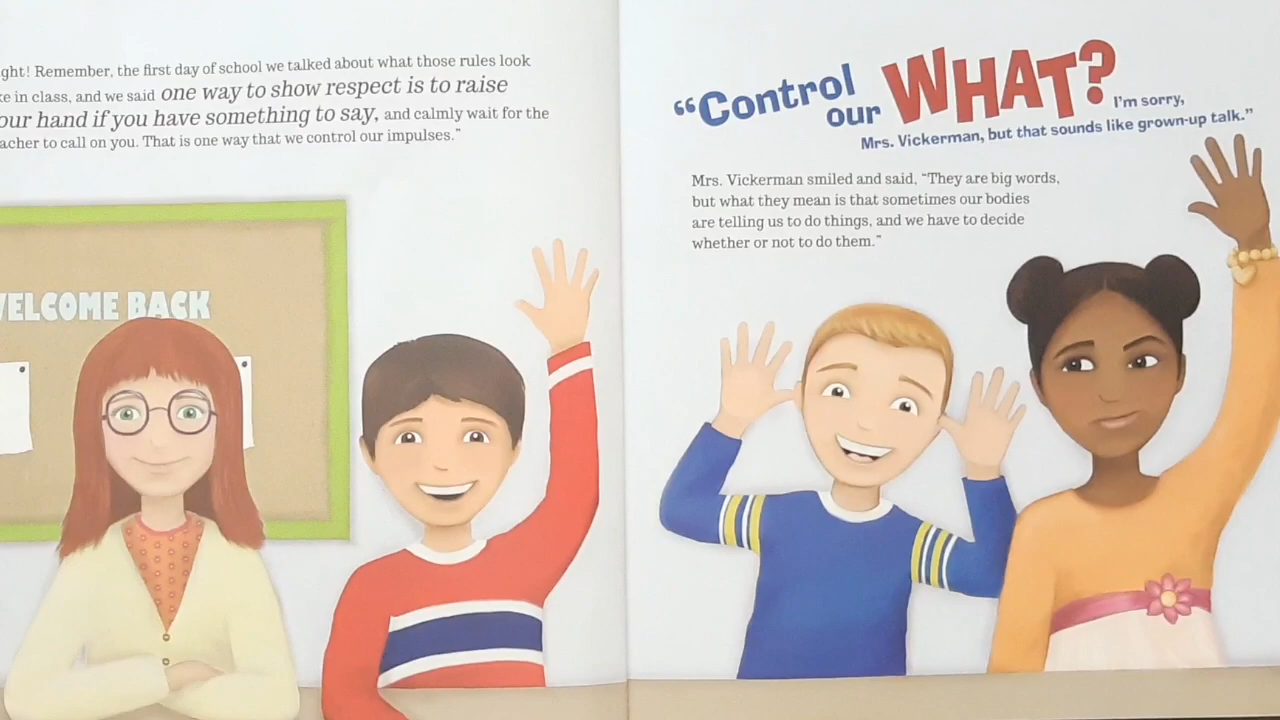 ght! Remember, the first day of school we talked about what those rules look
ke in class, and we said one way to show respect is to raise
our hand if you have something to say, and calmly wait for the
acher to call on you. That is one way that we control our impulses."
WELCOME BACK
"Control
our WHAT? I'm sorry,
Mrs. Vickerman, but that sounds like grown-up talk."
Mrs. Vickerman smiled and said, "They are big words,
but what they mean is that sometimes our bodies
are telling us to do things, and we have to decide
whether or not to do them."